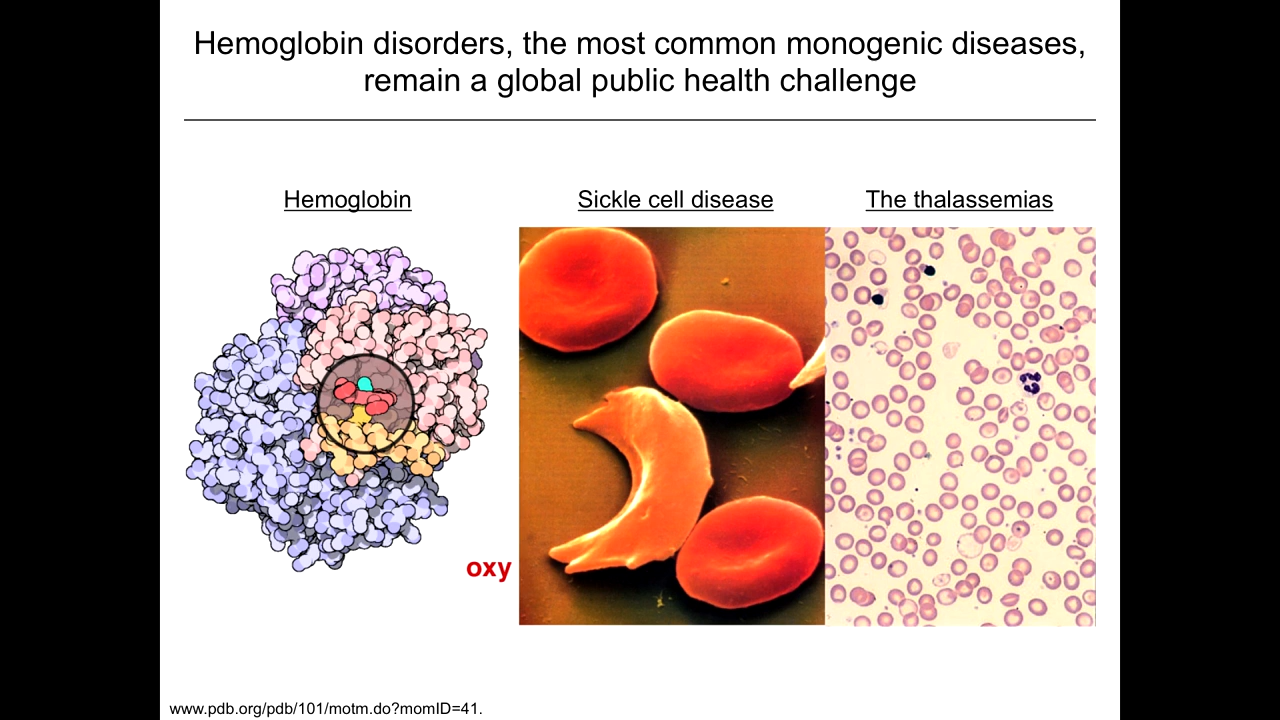 Hemoglobin disorders, the most common monogenic diseases,
remain a global public health challenge
Hemoglobin
Sickle cell disease
The thalassemias
oxy
www.pdb.org/pdb/101/motm.do?momID=41.